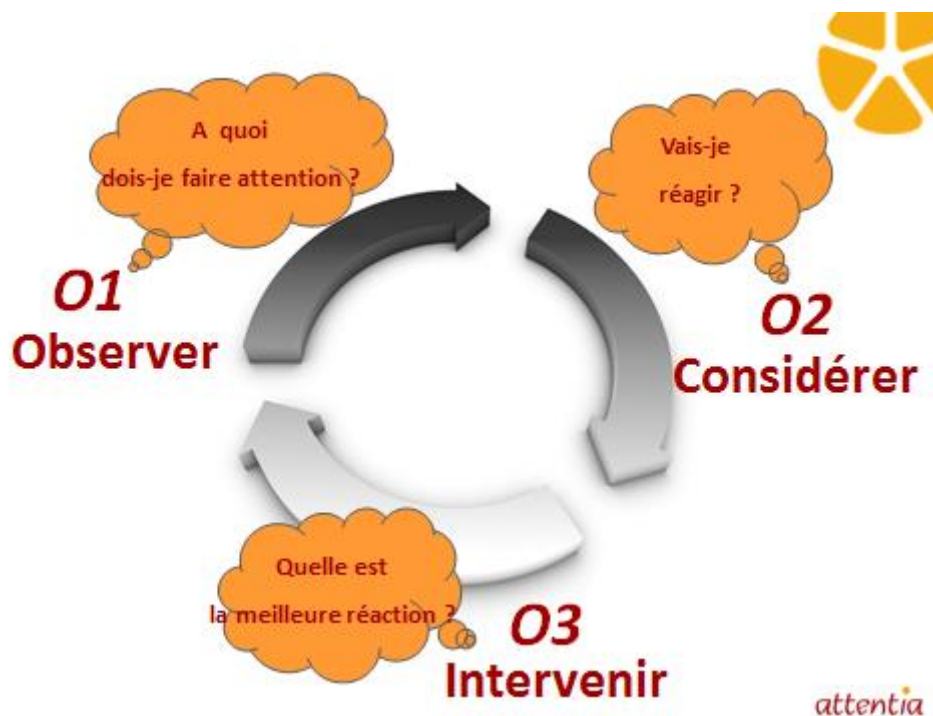 A quoi
dois-je faire attention ?
O1
Observer
Vais-je
réagir ?
O2
Considérer
Quelle est
la meilleure réaction ?
O3
Intervenir
attentia